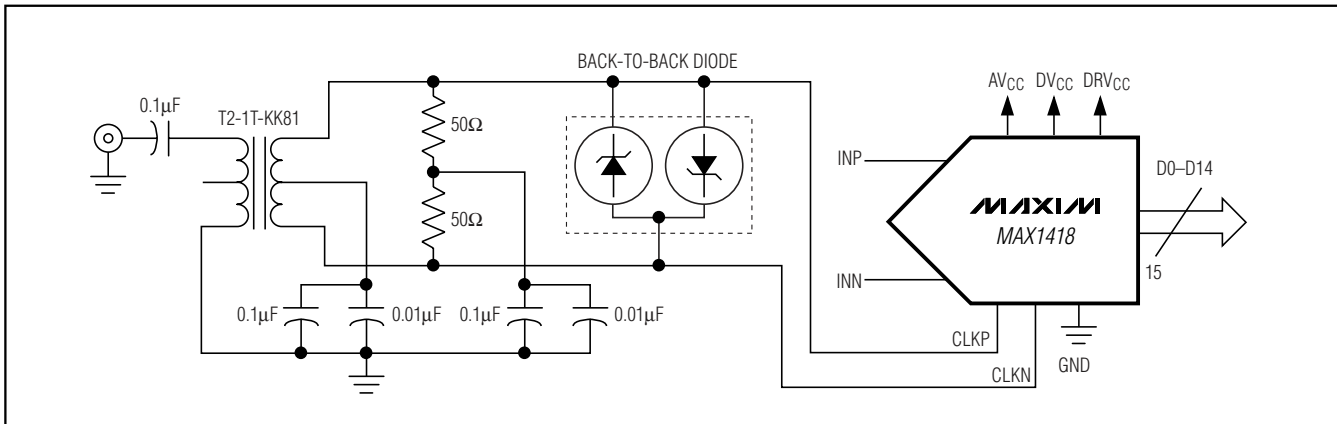 BACK-TO-BACK DIODE
0.1µF
T2-1T-KK81
50Ω
50Ω
0.1µF
0.01µF
0.1µF
0.01µF
AVCC
DVCC
DRVCC
INP
INN
MAXIM
MAX1418
D0–D14
15
CLKP
CLKN
GND